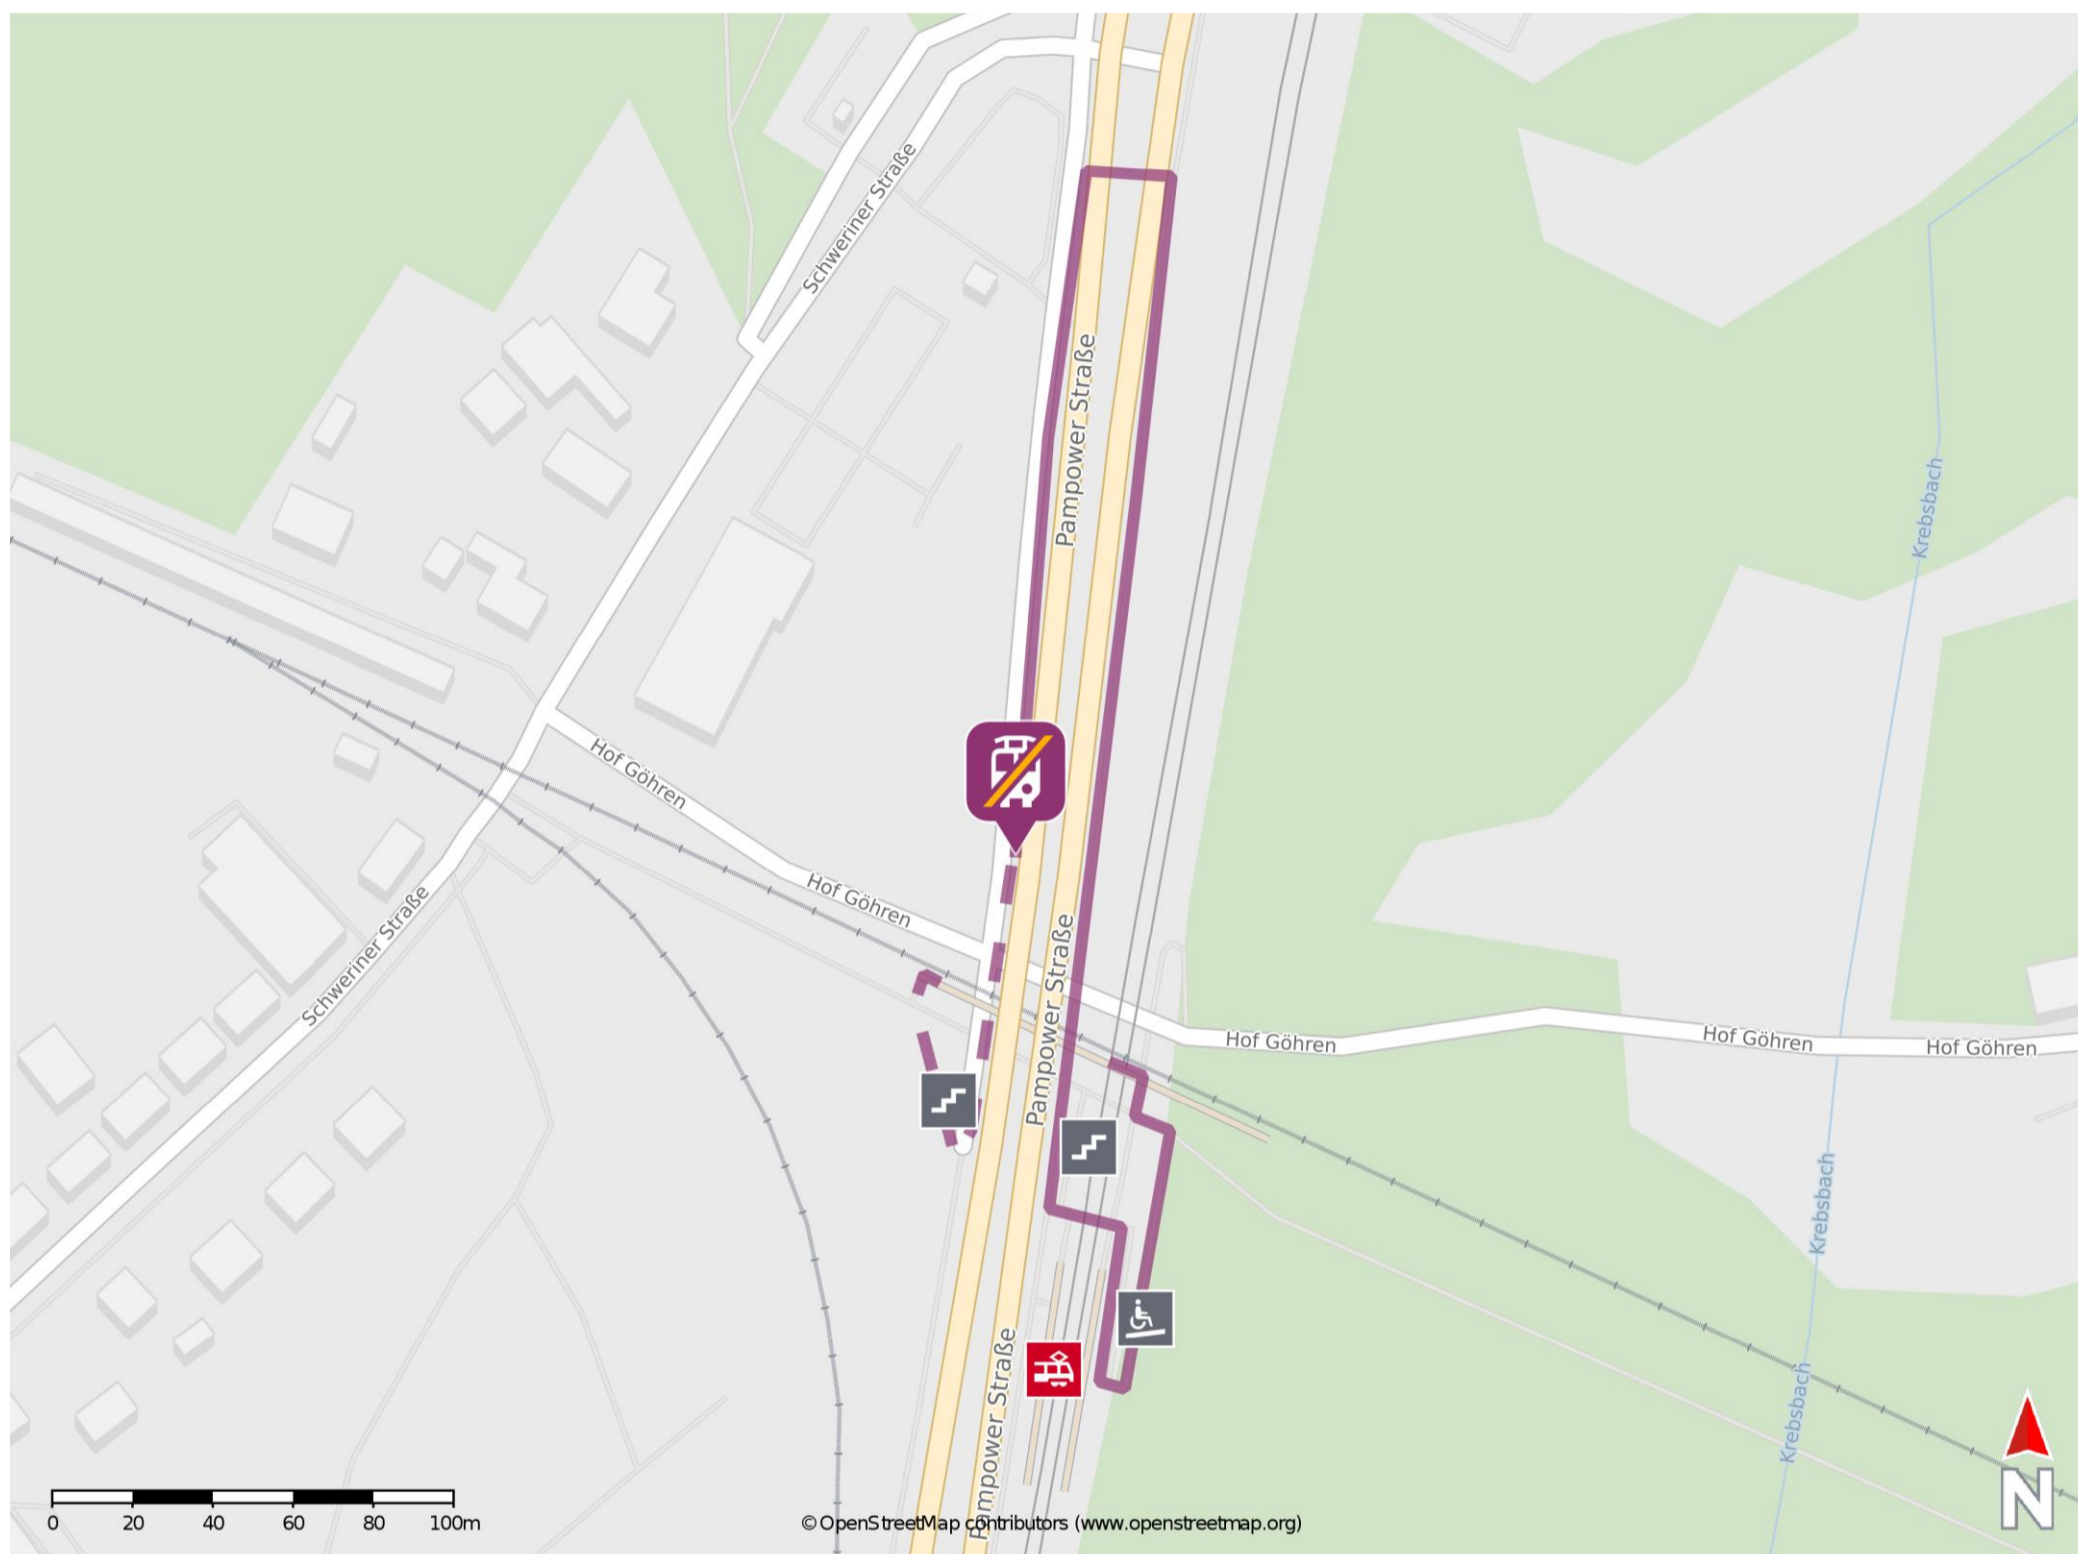 Schweriner Straße
Pampower Straße
Krebsbach
Hof Göhren
Hof Göhren
Schweriner Straße
Pampower Straße
Hof Göhren
Hof Göhren
Hof Göhren
Krebsbach
Pampower Straße
Krebsbach
N
0 20 40 60 80 100m
© OpenStreetMap contributors (www.openstreetmap.org)